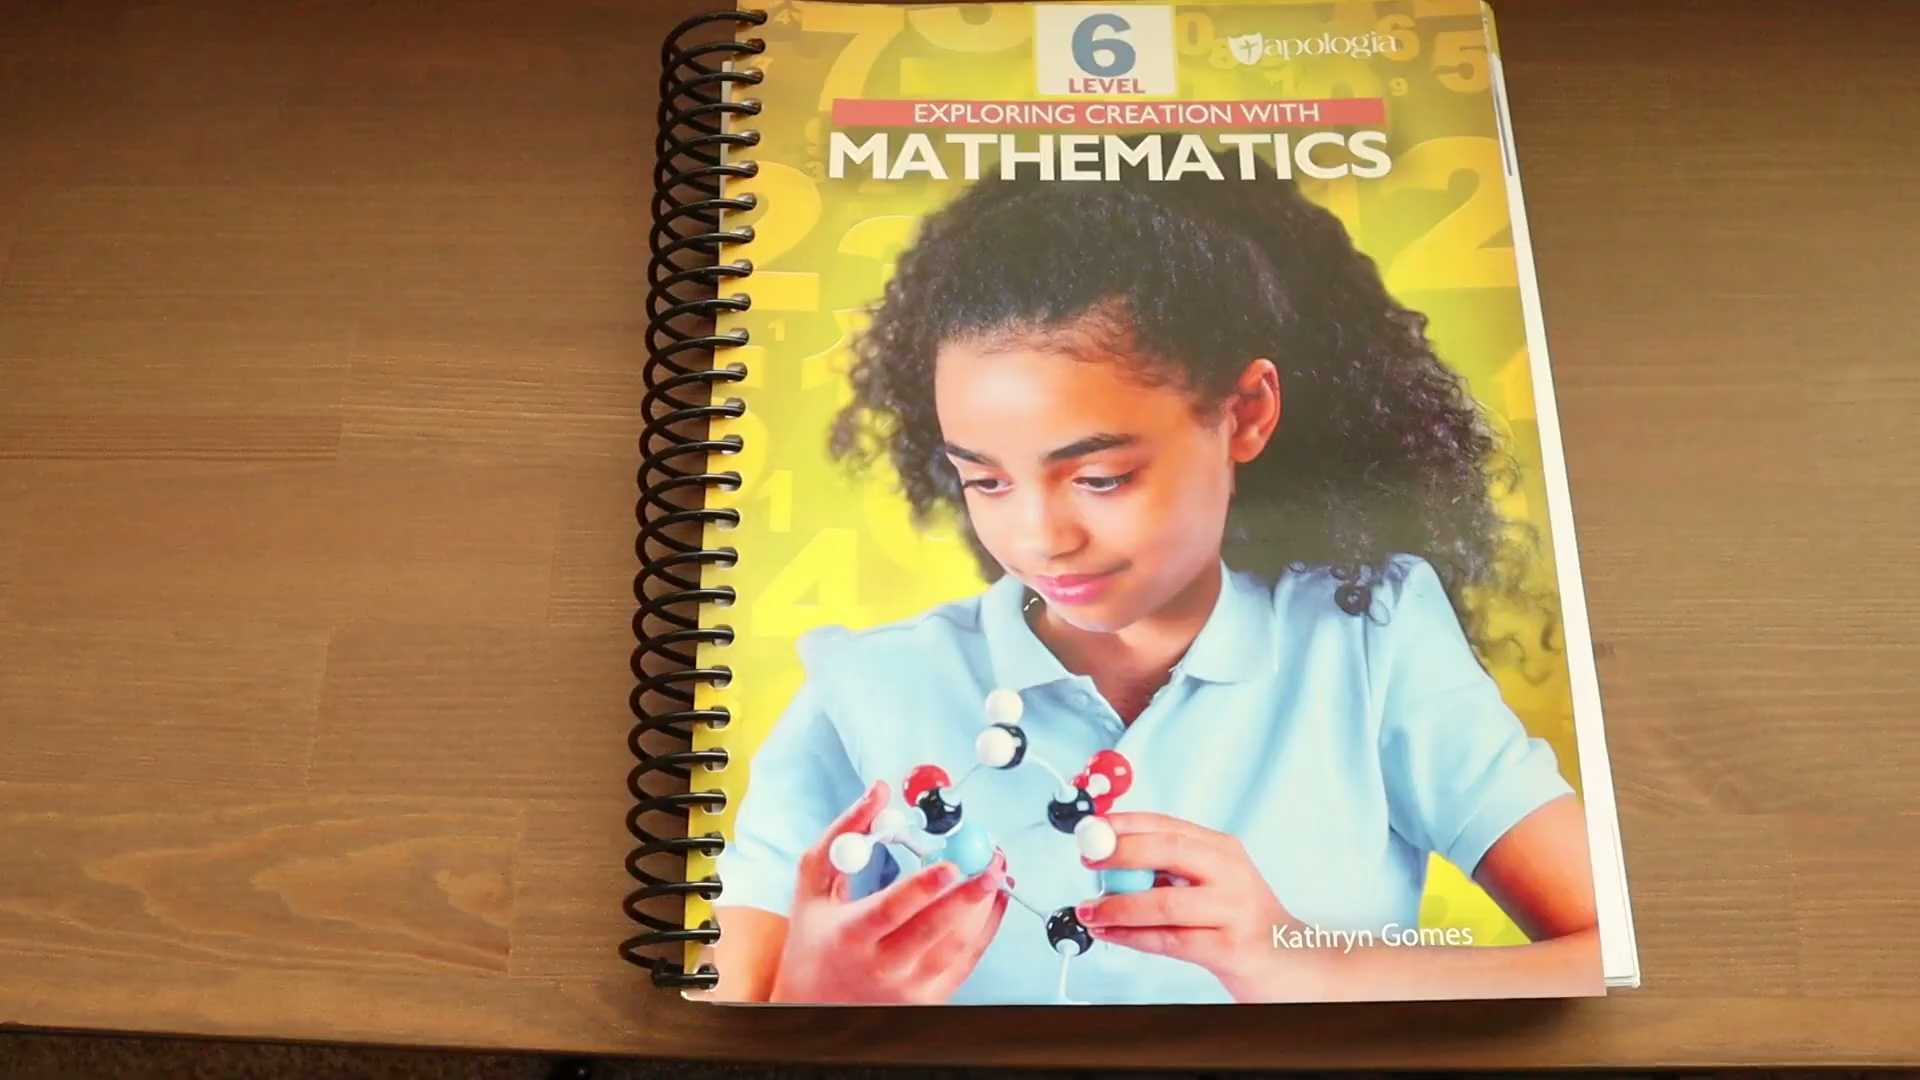 6
LEVEL
apologia
EXPLORING CREATION WITH
MATHEMATICS
Kathryn Gomes